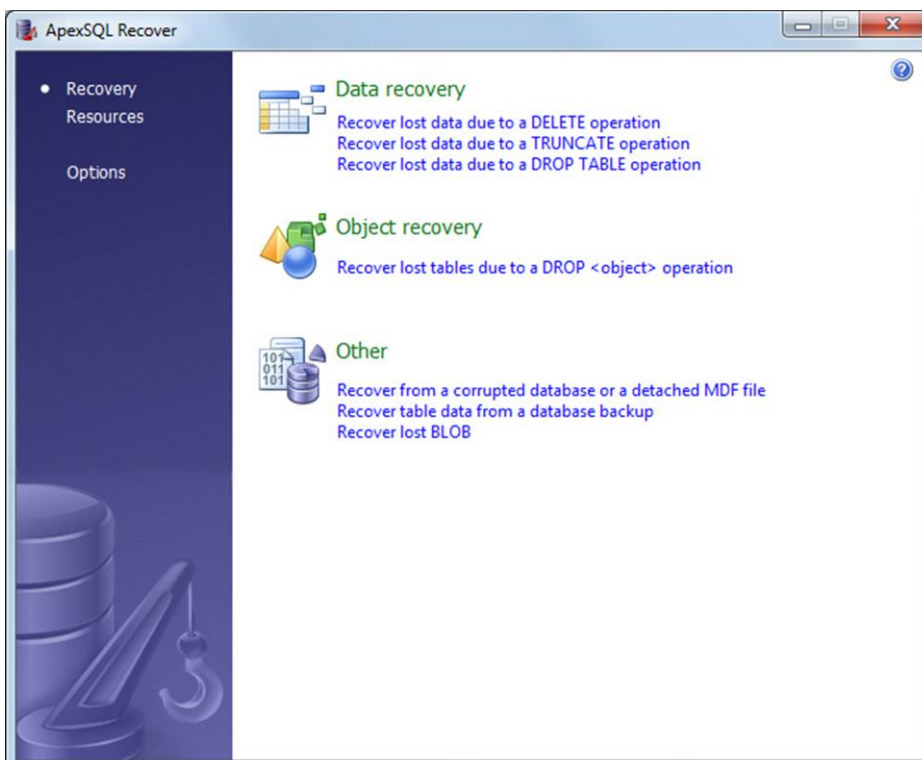 ApexSQL Recover
Recovery
Resources
Options
Data recovery
Recover lost data due to a DELETE operation
Recover lost data due to a TRUNCATE operation
Recover lost data due to a DROP TABLE operation
Object recovery
Recover lost tables due to a DROP <object> operation
101
011
101
Other
Recover from a corrupted database or a detached MDF file
Recover table data from a database backup
Recover lost BLOB